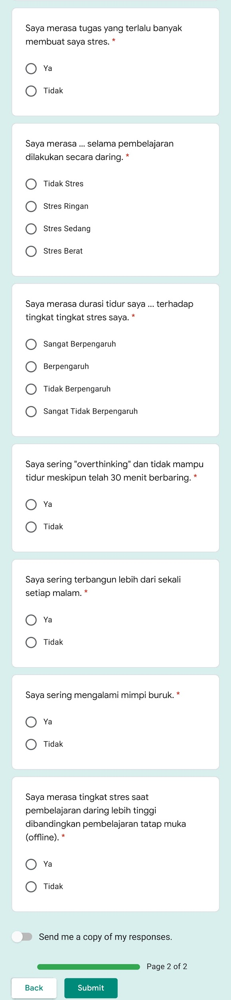 Saya merasa tugas yang terlalu banyak
membuat saya stres. *
Ya
Tidak
Saya merasa ... selama pembelajaran
dilakukan secara daring. *
Tidak Stres
Stres Ringan
Stres Sedang
Stres Berat
Saya merasa durasi tidur saya ... terhadap
tingkat tingkat stres saya. *
Sangat Berpengaruh
Berpengaruh
Tidak Berpengaruh
Sangat Tidak Berpengaruh
Saya sering "overthinking" dan tidak mampu
tidur meskipun telah 30 menit berbaring. *
Ya
Tidak
Saya sering terbangun lebih dari sekali
setiap malam. *
Ya
Tidak
Saya sering mengalami mimpi buruk. *
Ya
Tidak
Saya merasa tingkat stres saat
pembelajaran daring lebih tinggi
dibandingkan pembelajaran tatap muka
(offline). *
Ya
Tidak
Send me a copy of my responses.
Page 2 of 2
Back Submit